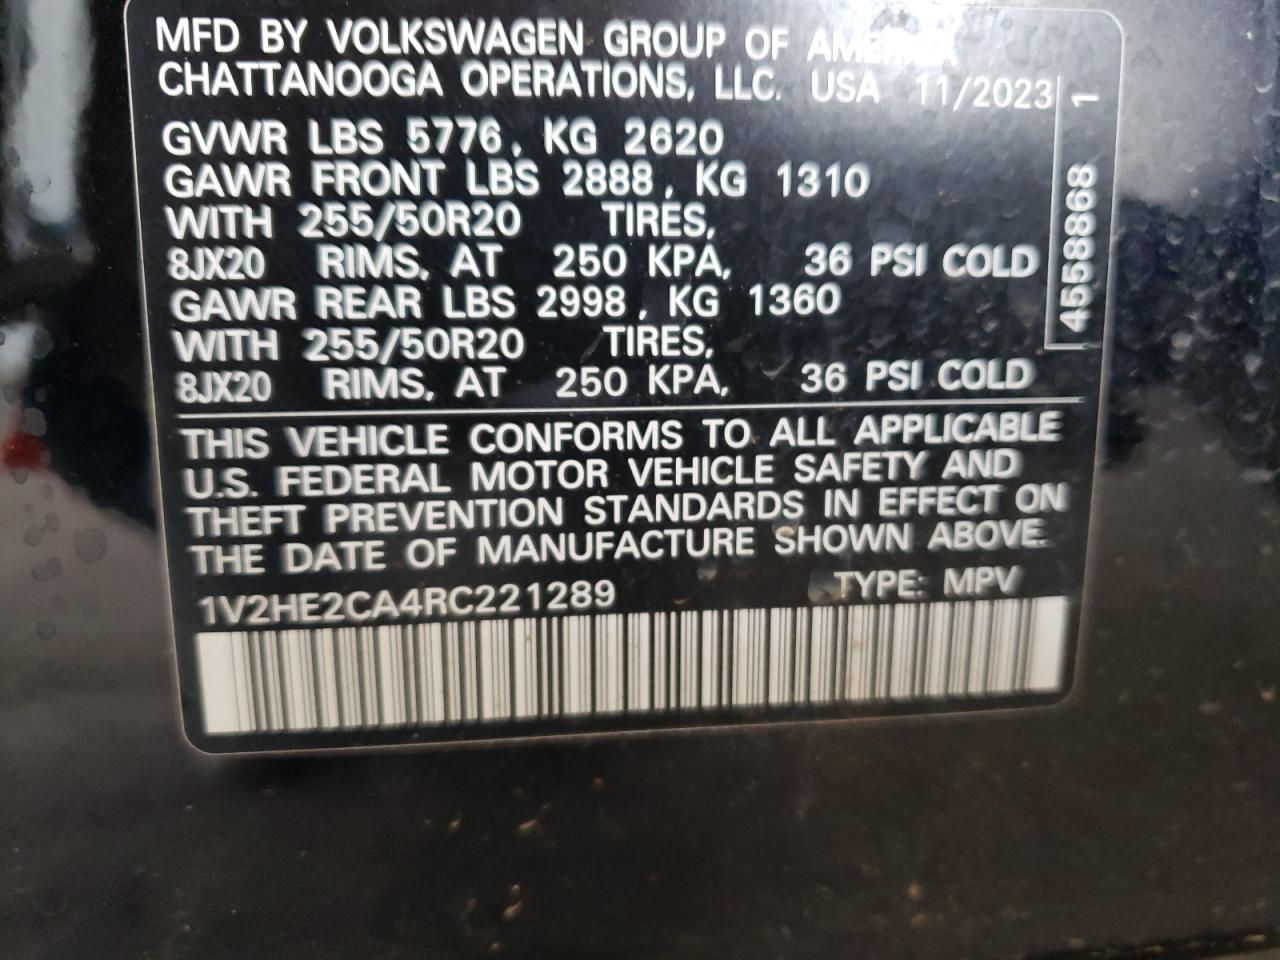 MFD BY VOLKSWAGEN GROUP OF AMERICA
CHATTANOOGA OPERATIONS, LLC. USA 11/2023
GVWR LBS 5776, KG 2620
GAWR FRONT LBS 2888, KG 1310
WITH 255/50R20 TIRES,
8JX20 RIMS, AT 250 KPA, 36 PSI COLD
GAWR REAR LBS 2998, KG 1360
WITH 255/50R20 TIRES,
8JX20 RIMS, AT 250 KPA, 36 PSI COLD
4558868 1
THIS VEHICLE CONFORMS TO ALL APPLICABLE
U.S. FEDERAL MOTOR VEHICLE SAFETY AND
THEFT PREVENTION STANDARDS IN EFFECT ON
THE DATE OF MANUFACTURE SHOWN ABOVE.
1V2HE2CA4RC221289 TYPE: MPV